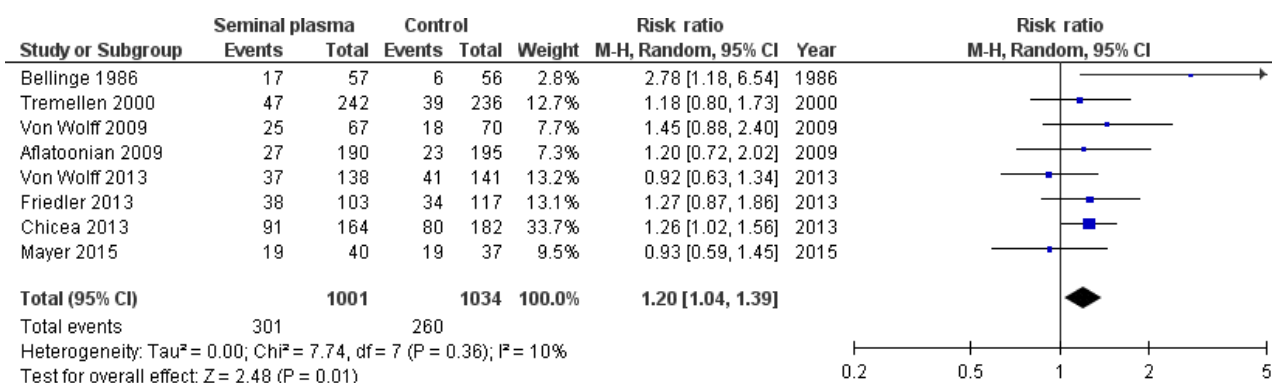 Seminal plasma Control Risk ratio Risk ratio
Study or Subgroup Events Total Events Total Weight M-H, Random, 95% CI Year M-H, Random, 95% CI
Bellinge 1986 17 57 6 56 2.8% 2.78 [1.18, 6.54] 1986
Tremellen 2000 47 242 39 236 12.7% 1.18 [0.80, 1.73] 2000
Von Wolff 2009 25 67 18 70 7.7% 1.45 [0.88, 2.40] 2009
Aflatoonian 2009 27 190 23 195 7.3% 1.20 [0.72, 2.02] 2009
Von Wolff 2013 37 138 41 141 13.2% 0.92 [0.63, 1.34] 2013
Friedler 2013 38 103 34 117 13.1% 1.27 [0.87, 1.86] 2013
Chicea 2013 91 164 80 182 33.7% 1.26 [1.02, 1.56] 2013
Mayer 2015 19 40 19 37 9.5% 0.93 [0.59, 1.45] 2015
Total (95% CI) 1001 1034 100.0% 1.20 [1.04, 1.39]
Total events 301 260
Heterogeneity: Tau² = 0.00; Chi² = 7.74, df = 7 (P = 0.36); I² = 10%
Test for overall effect: Z = 2.48 (P = 0.01)
0.2 0.5 1 2 5